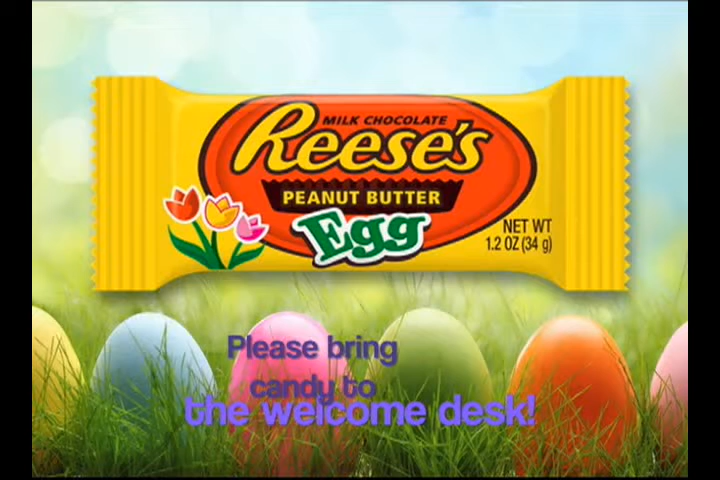 MILK CHOCOLATE
Reese's
PEANUT BUTTER
Egg
NET WT
1.2 OZ (34 g)
Please bring
candy to
the welcome desk!